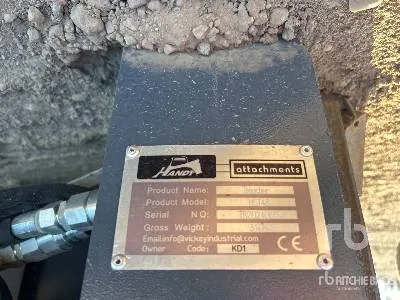 HANDY
attachments
Product Name:
Product Model:
Serial NO:
Gross Weight:
Email:info@vickeyindustrial.com
Owner Code: KD1
CE
rb
RITCHIE BROS